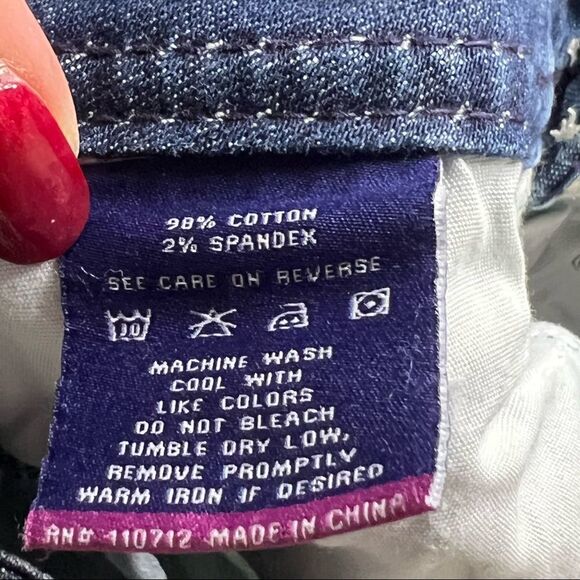 98% COTTON
2% SPANDEX
SEE CARE ON REVERSE
MACHINE WASH
COOL WITH
LIKE COLORS
DO NOT BLEACH
TUMBLE DRY LOW,
REMOVE PROMPTLY
WARM IRON IF DESIRED
RN# 110712 MADE IN CHINA